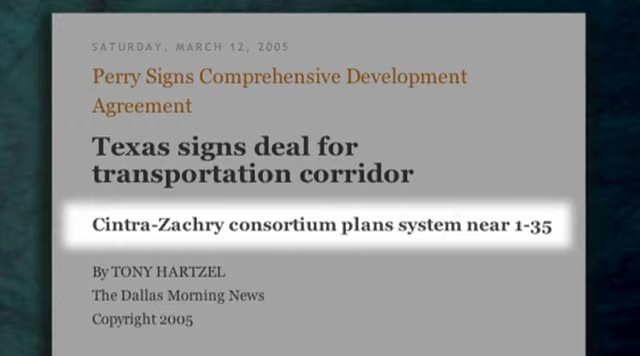 SATURDAY, MARCH 12, 2005
Perry Signs Comprehensive Development
Agreement
Texas signs deal for
transportation corridor
Cintra-Zachry consortium plans system near 1-35
By TONY HARTZEL
The Dallas Morning News
Copyright 2005